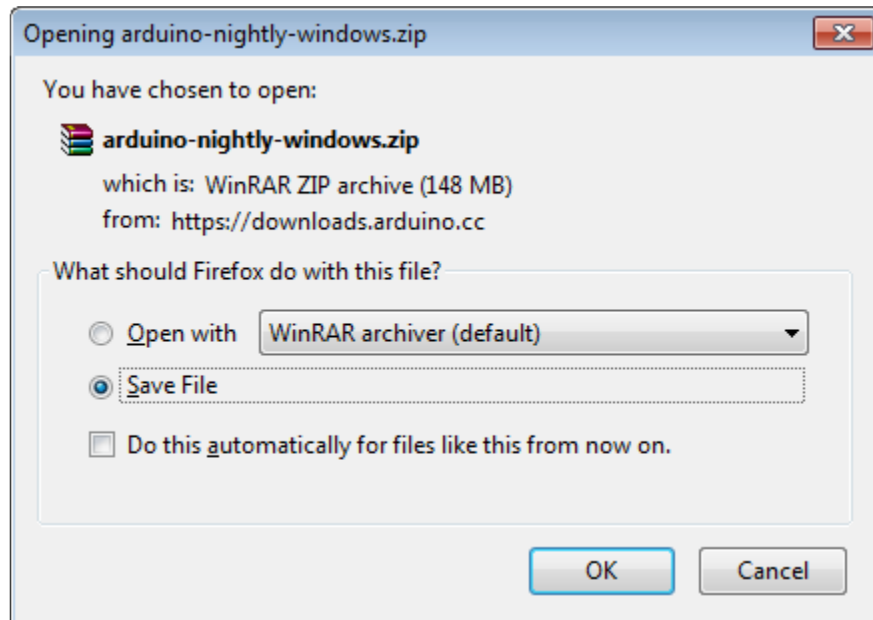 Opening arduino-nightly-windows.zip
You have chosen to open:
arduino-nightly-windows.zip
which is: WinRAR ZIP archive (148 MB)
from: https://downloads.arduino.cc
What should Firefox do with this file?
Open with WinRAR archiver (default)
Save File
Do this automatically for files like this from now on.
OK Cancel